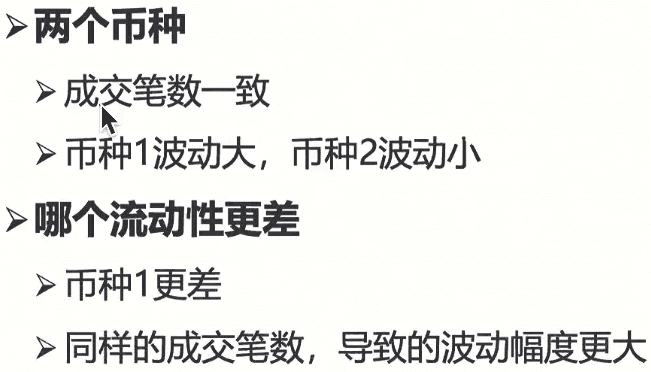 两个币种
成交笔数一致
币种1波动大，币种2波动小
哪个流动性更差
币种1更差
同样的成交笔数，导致的波动幅度更大